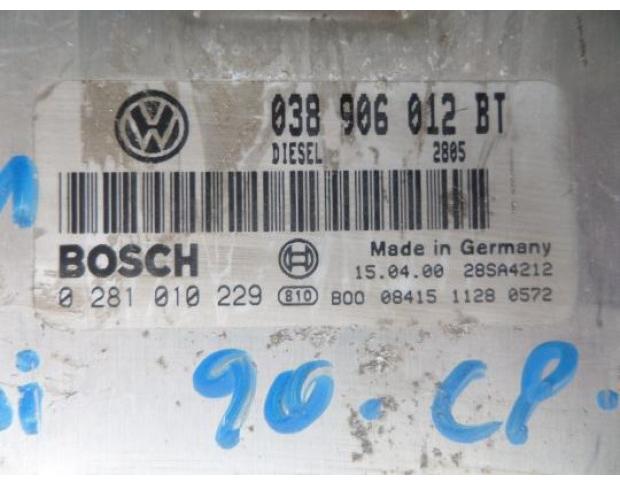 038 906 012 BT
DIESEL 2805
BOSCH
Made in Germany
15.04.00 28SA4212
0 281 010 229 810 B00 08415 1128 0572
90. CP.